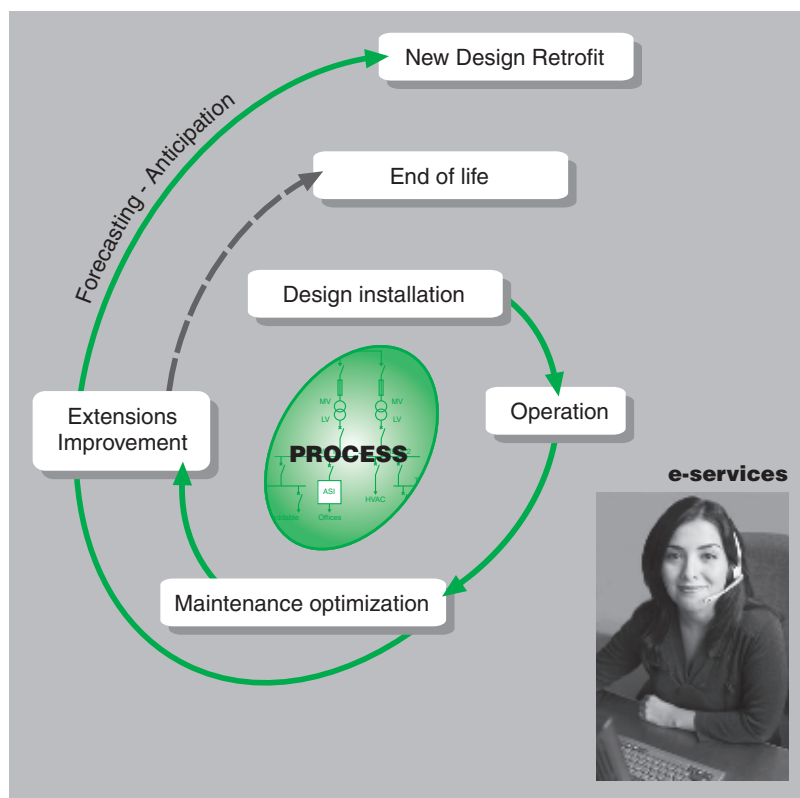 New Design Retrofit
Forecasting - Anticipation
End of life
Design installation
MV
MV
LV
LV
Extensions
Improvement
Operation
PROCESS
e-services
ASI
HVAC
Offices
Maintenance optimization